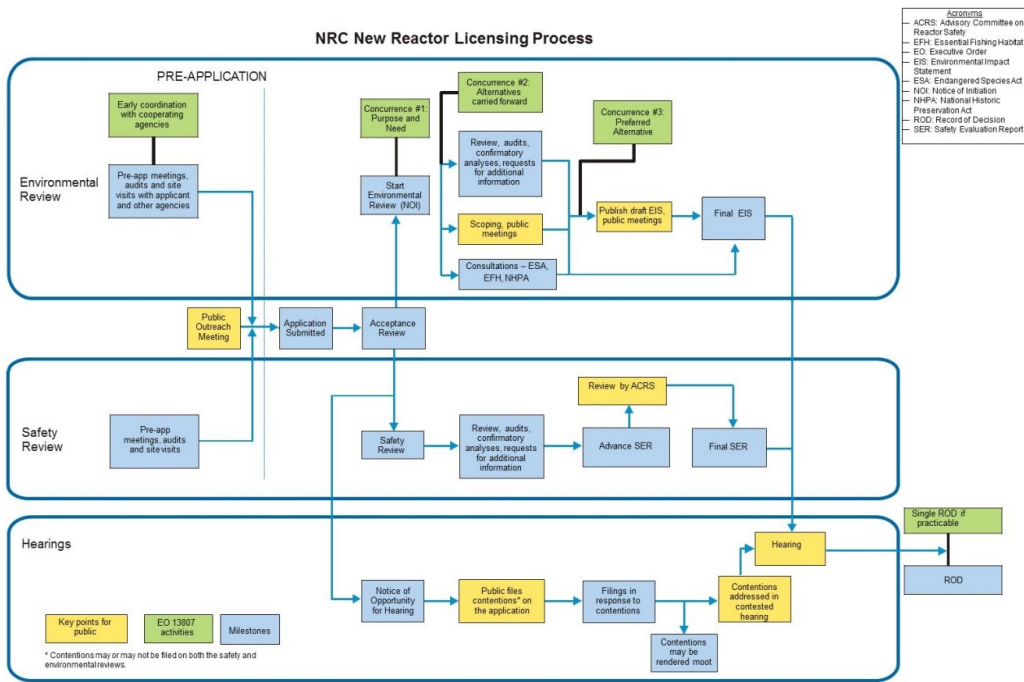 NRC New Reactor Licensing Process
Acronyms
ACRS: Advisory Committee on
Reactor Safety
EFH: Essential Fishing Habitat
EO: Executive Order
EIS: Environmental Impact
Statement
ESA: Endangered Species Act
NOI: Notice of Initiation
NHPA: National Historic
Preservation Act
ROD: Record of Decision
SER: Safety Evaluation Report
PRE-APPLICATION
Environmental
Review
Early coordination
with cooperating
agencies
Pre-app meetings,
audits and site
visits with applicant
and other agencies
Concurrence #1:
Purpose and
Need
Start
Environmental
Review (NOI)
Concurrence #2:
Alternatives
carried forward
Review, audits,
confirmatory
analyses, requests
for additional
information
Scoping, public
meetings
Consultations – ESA,
EFH, NHPA
Concurrence #3:
Preferred
Alternative
Publish draft EIS,
public meetings
Final EIS
Public
Outreach
Meeting
Application
Submitted
Acceptance
Review
Safety
Review
Pre-app
meetings, audits
and site visits
Safety
Review
Review, audits,
confirmatory
analyses, requests
for additional
information
Review by ACRS
Advance SER
Final SER
Hearings
Notice of
Opportunity
for Hearing
Public files
contentions* on
the application
Filings in
response to
contentions
Contentions
may be
rendered moot
Contentions
addressed in
contested
hearing
Hearing
Single ROD if
practicable
ROD
Key points for
public
EO 13807
activities
Milestones
* Contentions may or may not be filed on both the safety and
environmental reviews.